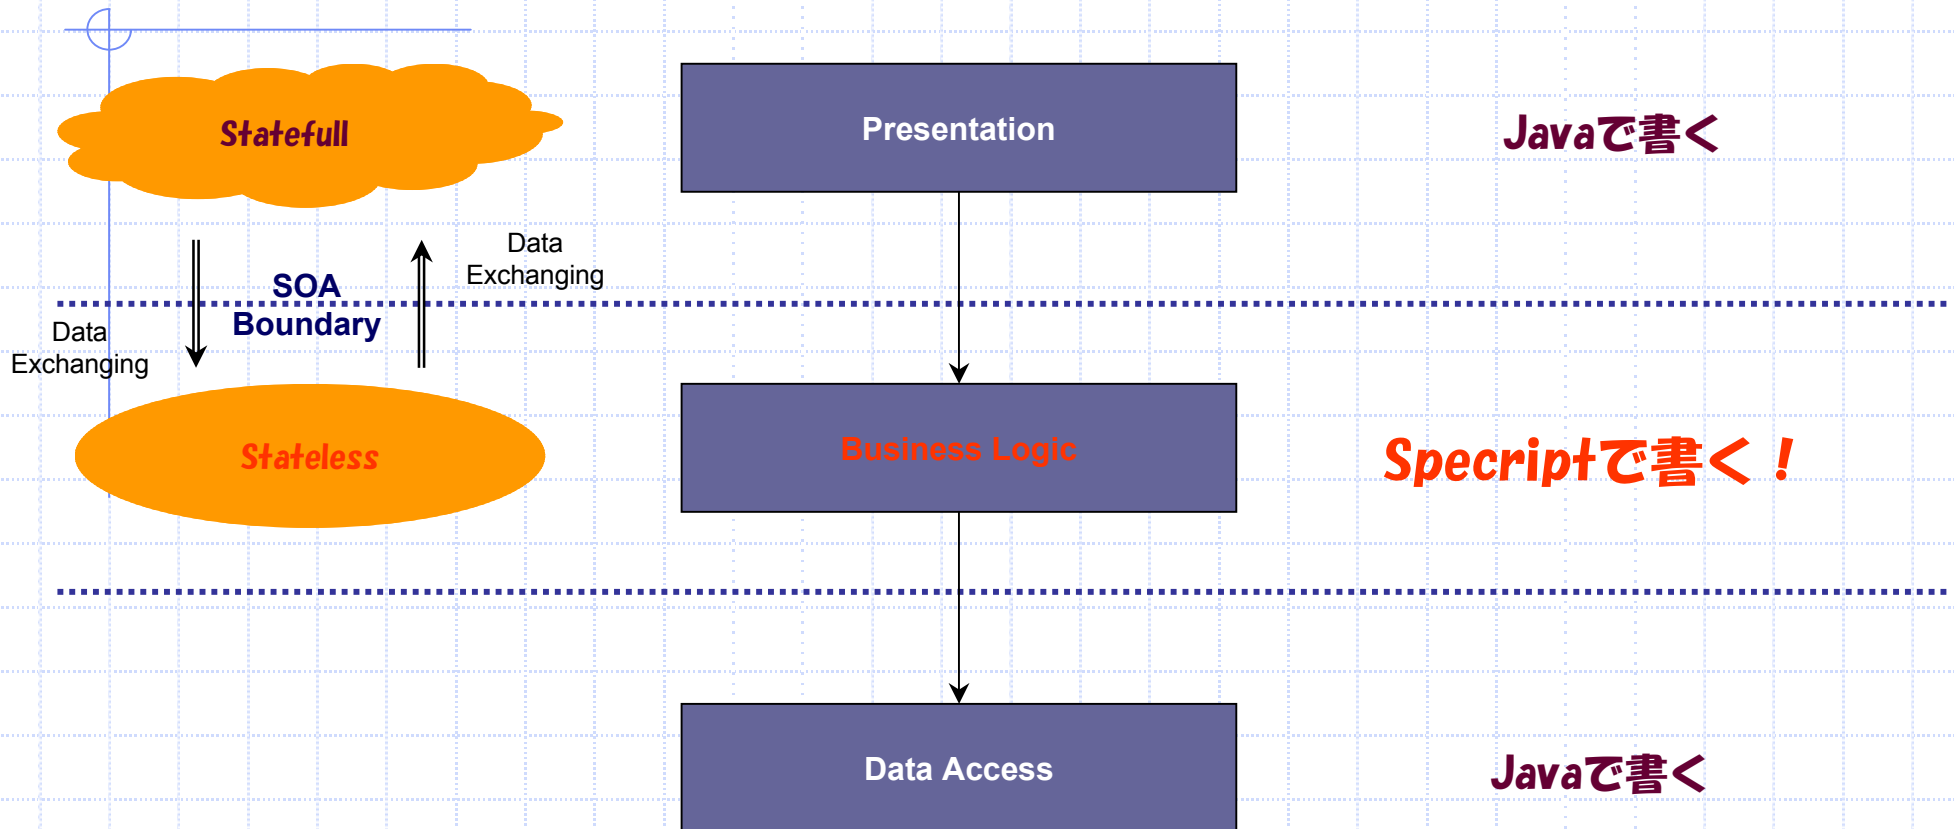 Statefull
Presentation
Javaで書く
Data
Exchanging
SOA
Boundary
Data
Exchanging
Stateless
Business Logic
Specriptで書く！
Data Access
Javaで書く